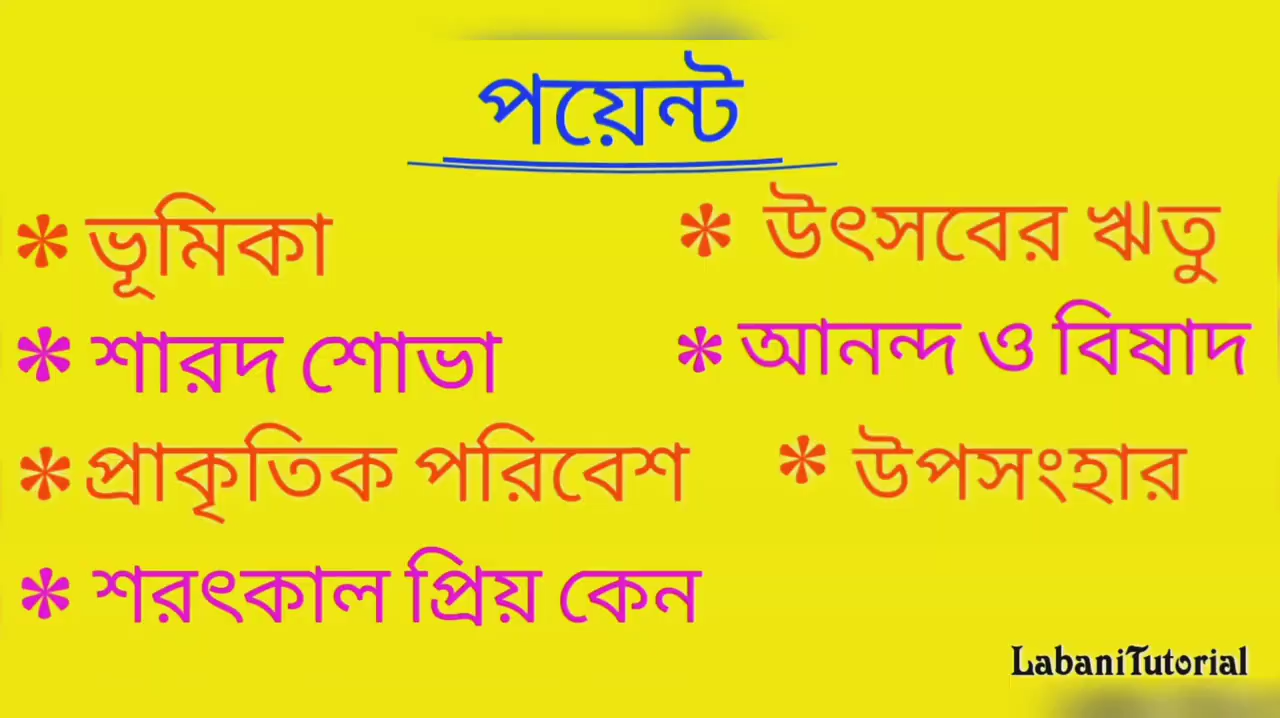 পয়েন্ট
* ভূমিকা
* শারদ শোভা
* প্রাকৃতিক পরিবেশ
* শরৎকাল প্রিয় কেন
* উৎসবের ঋতু
* আনন্দ ও বিষাদ
* উপসংহার
LabaniTutorial